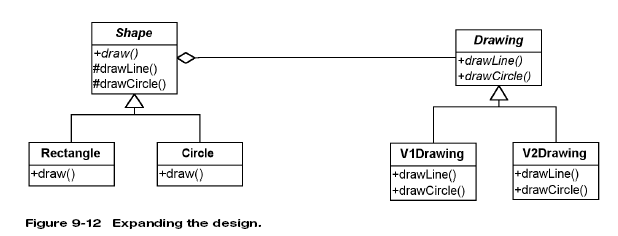 Shape
+draw()
#drawLine()
#drawCircle()
Drawing
+drawLine()
+drawCircle()
Rectangle
+draw()
Circle
+draw()
V1Drawing
+drawLine()
+drawCircle()
V2Drawing
+drawLine()
+drawCircle()
Figure 9-12 Expanding the design.